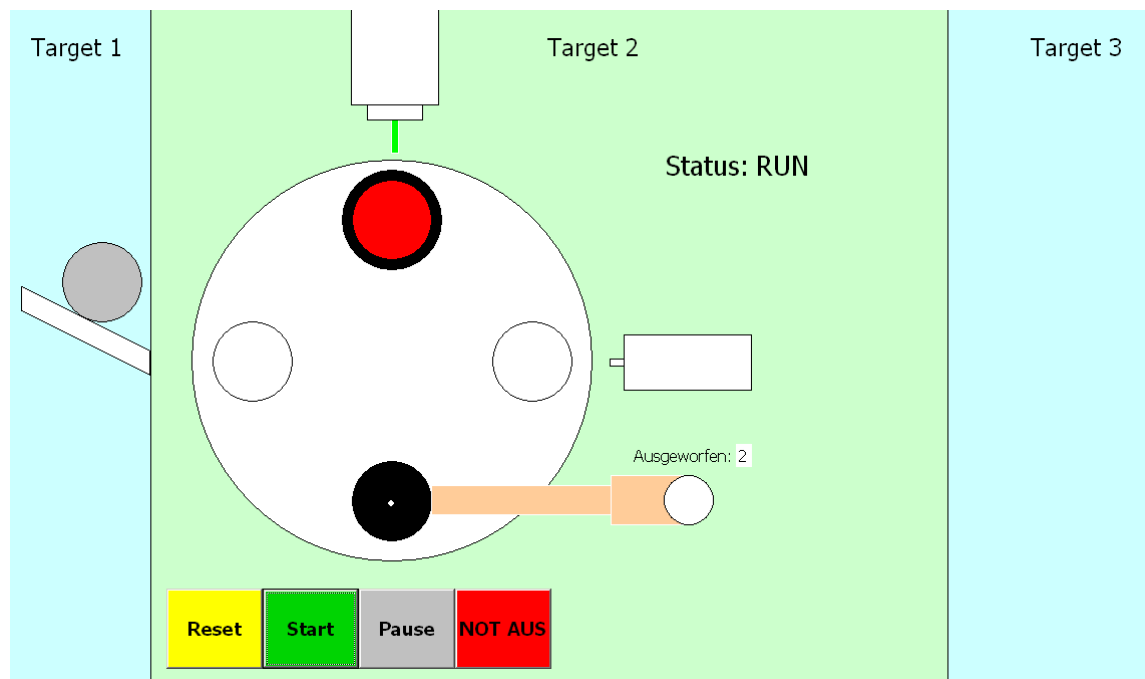 Target 1
Target 2
Target 3
Status: RUN
Ausgeworfen: 2
Reset
Start
Pause
NOT AUS